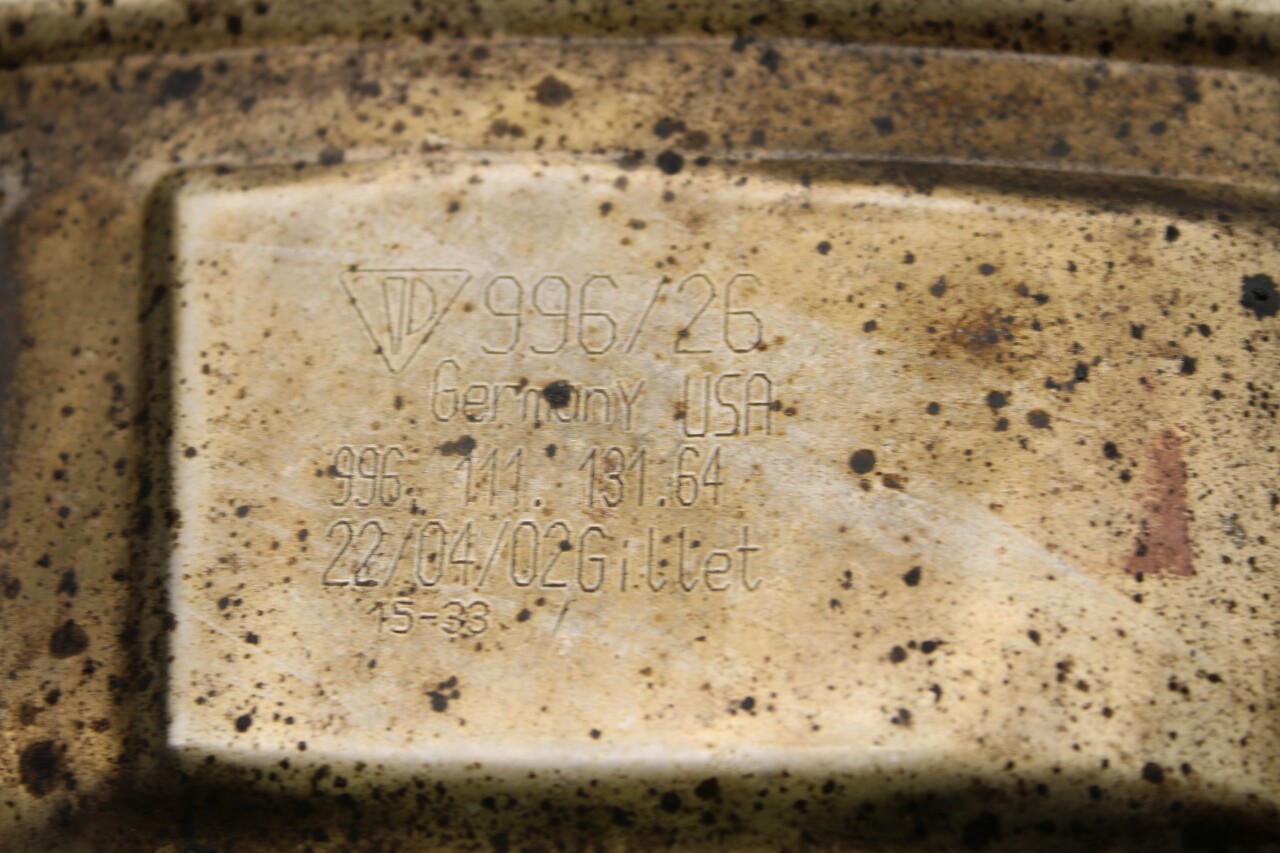 996/26
Germany USA
996. 111. 131.64
22/04/02Gillet
15-33 /